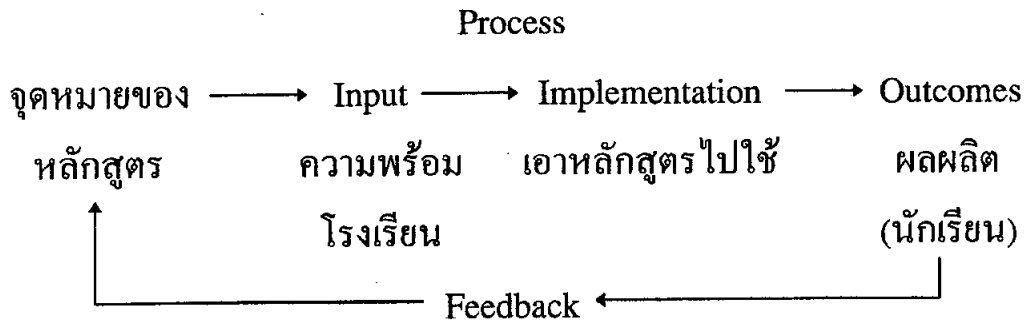 Process
จุดหมายของ Input Implementation Outcomes
หลักสูตร ความพร้อม เอาหลักสูตรไปใช้ ผลผลิต
โรงเรียน (นักเรียน)
Feedback